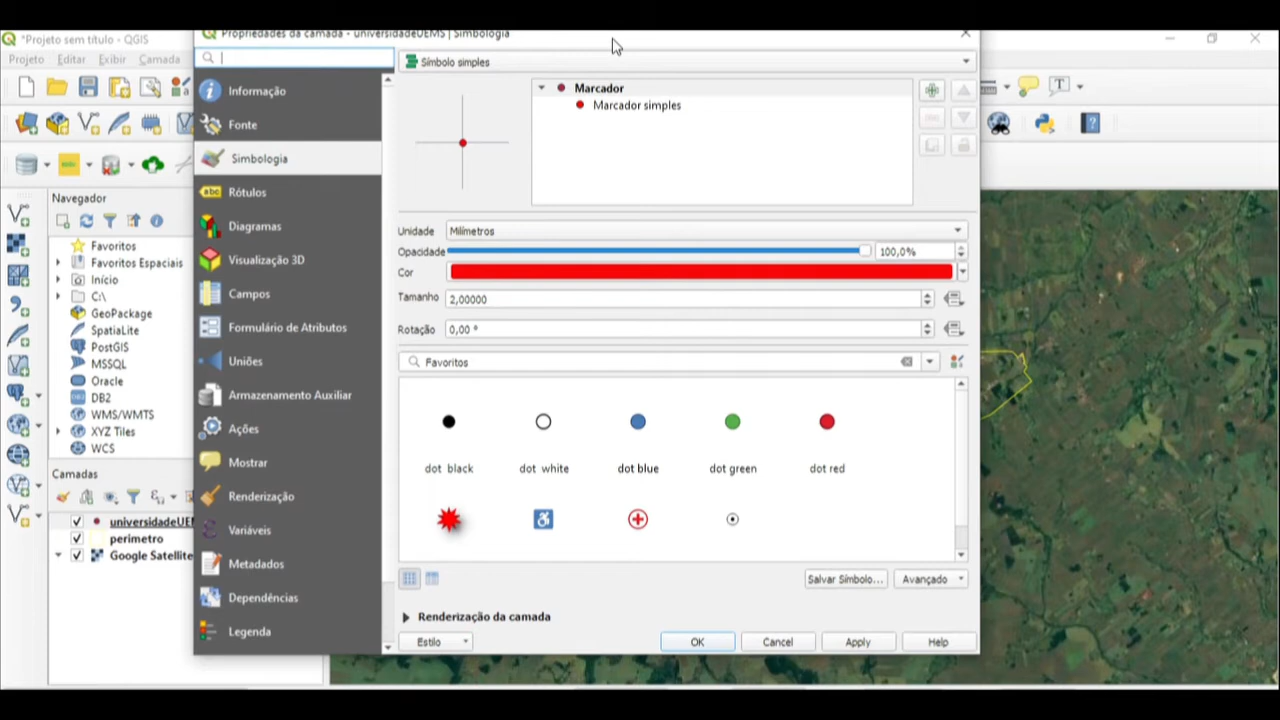 *Projeto sem título - QGIS
Propriedades da camada - universidadeUEMS | Simbologia
Projeto Editar Exibir Camada
Símbolo simples
Marcador
Marcador simples
Informação
Fonte
Simbologia
Rótulos
Diagramas
Visualização 3D
Campos
Formulário de Atributos
Uniões
Armazenamento Auxiliar
Ações
Mostrar
Renderização
Variáveis
Metadados
Dependências
Legenda
Unidade Milímetros
Opacidade 100,0%
Cor
Tamanho 2,00000
Rotação 0,00 °
Favoritos
dot black dot white dot blue dot green dot red
Salvar Símbolo... Avançado
Renderização da camada
Estilo OK Cancel Apply Help
Navegador
Favoritos
Favoritos Espaciais
Início
C:\
GeoPackage
SpatiaLite
PostGIS
MSSQL
Oracle
DB2
WMS/WMTS
XYZ Tiles
WCS
Camadas
universidadeUEM
perimetro
Google Satellite
abc
T